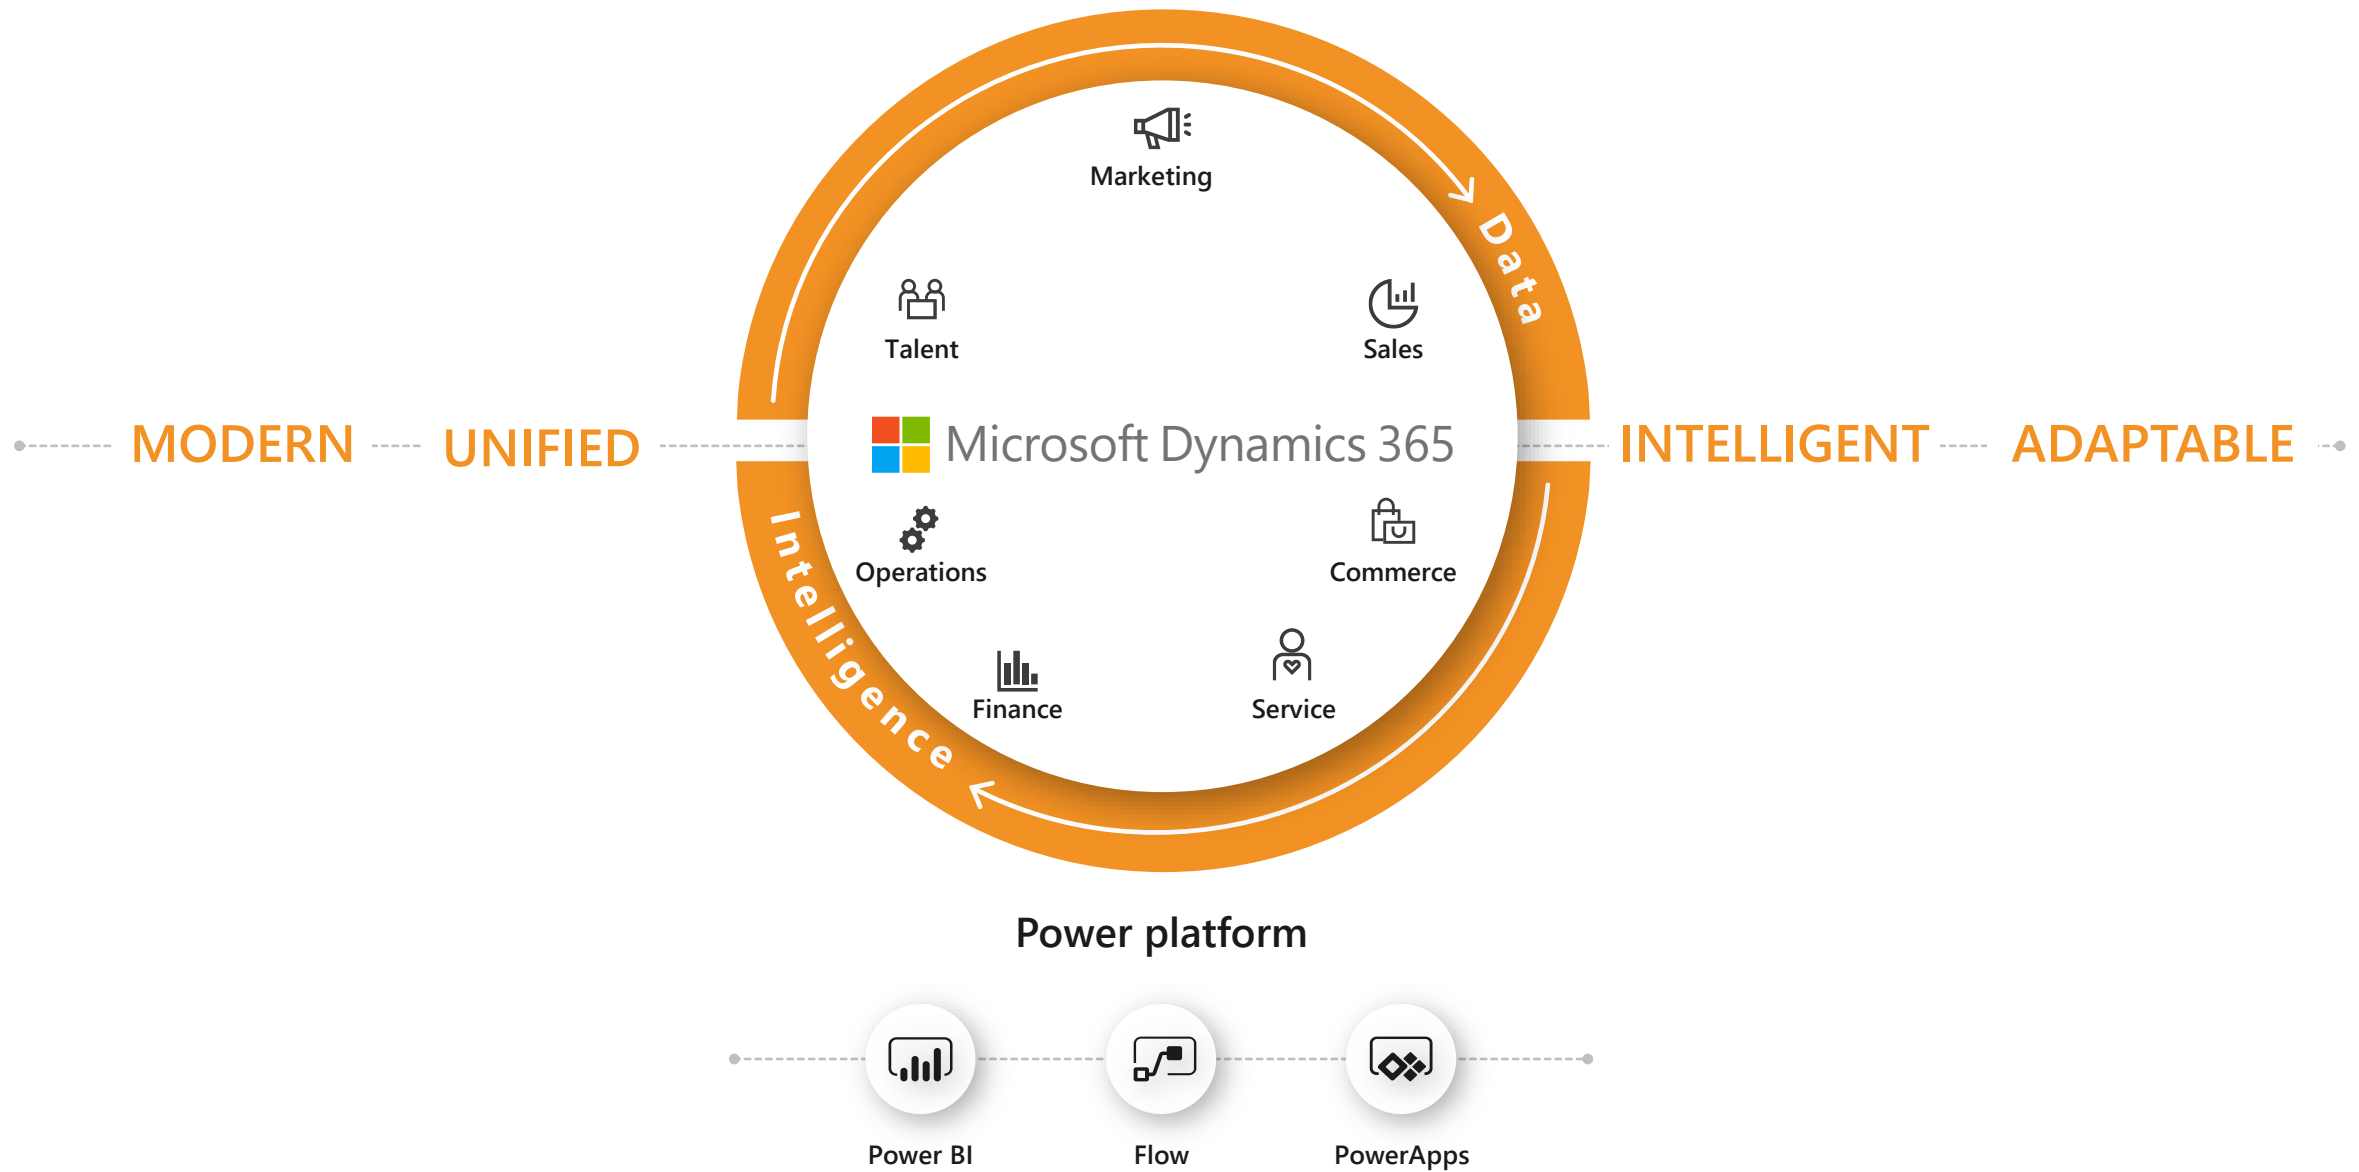 Marketing
Data
Talent
Sales
MODERN
UNIFIED
Microsoft Dynamics 365
INTELLIGENT
ADAPTABLE
Operations
Commerce
Intelligence
Finance
Service
Power platform
Power BI
Flow
PowerApps